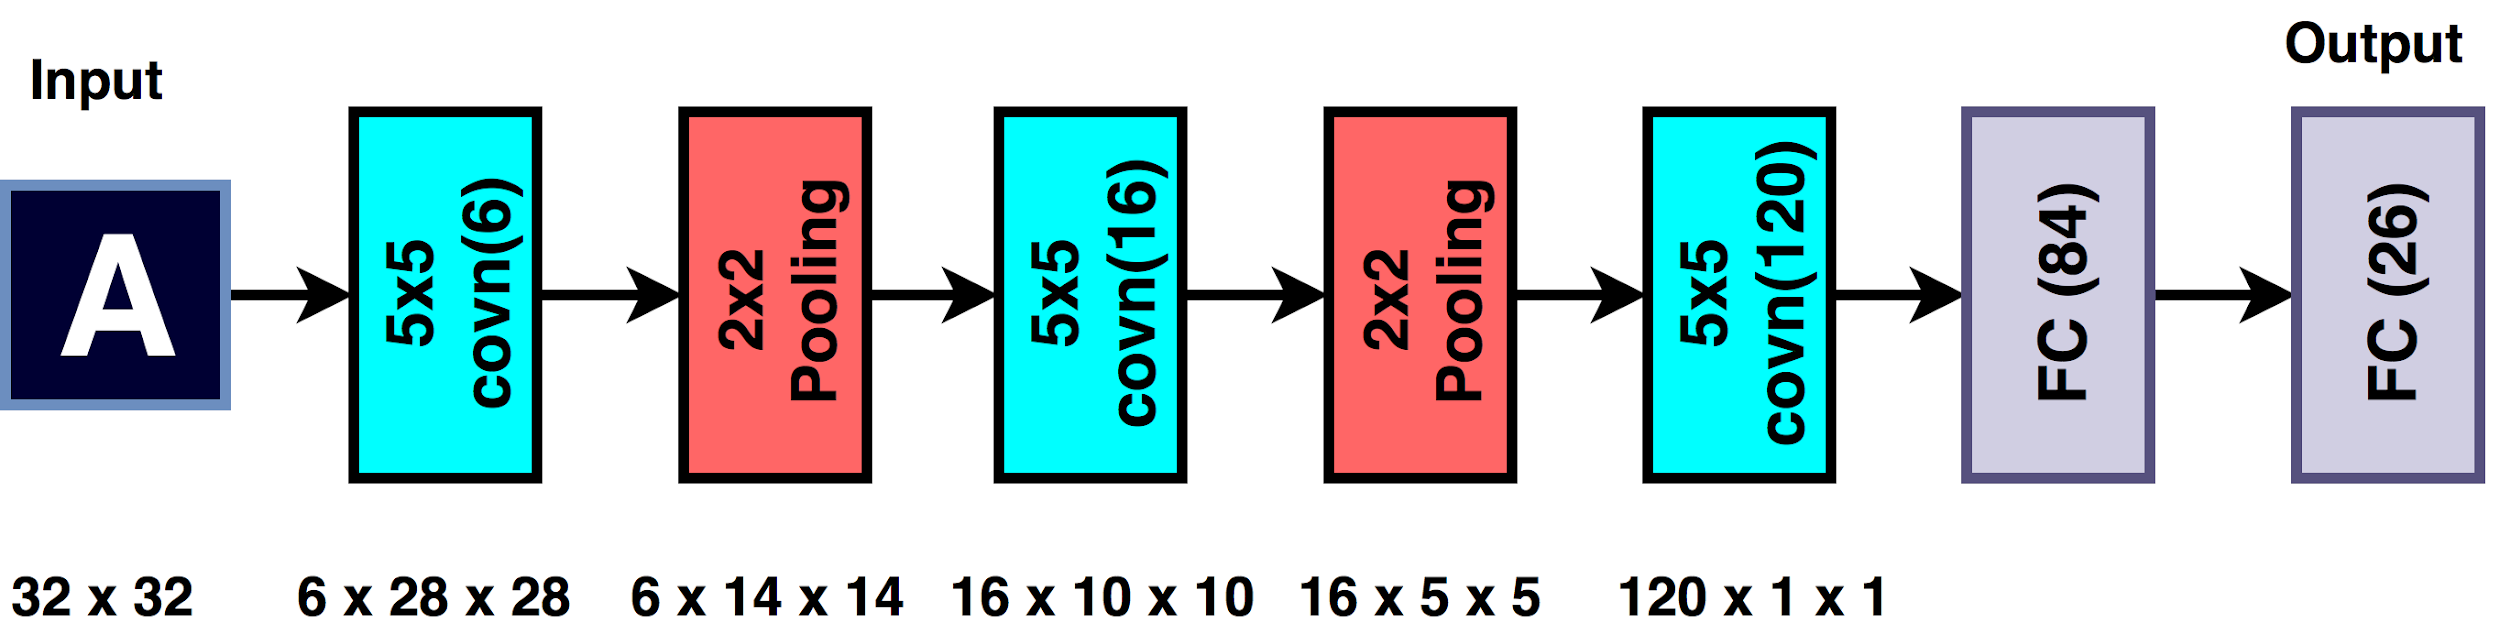 Input
Output
A
5x5
covn(6)
2x2
Pooling
5x5
covn(16)
2x2
Pooling
5x5
covn(120)
FC (84)
FC (26)
32 x 32
6 x 28 x 28
6 x 14 x 14
16 x 10 x 10
16 x 5 x 5
120 x 1 x 1